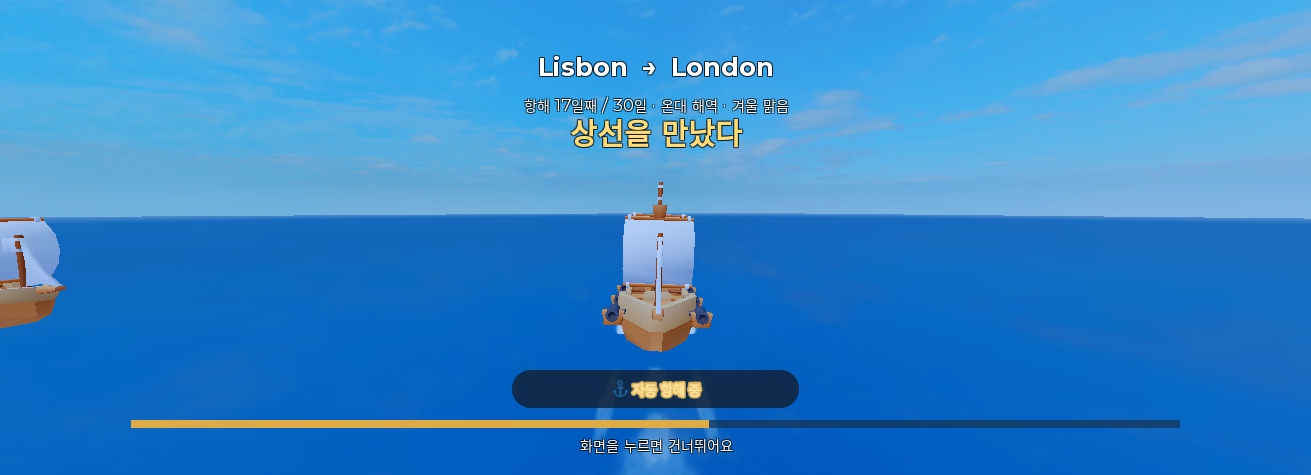 Lisbon → London
항해 17일째 / 30일 · 온대 해역 · 겨울 맑음
상선을 만났다
⚓ 자동 항해 중
화면을 누르면 건너뛰어요